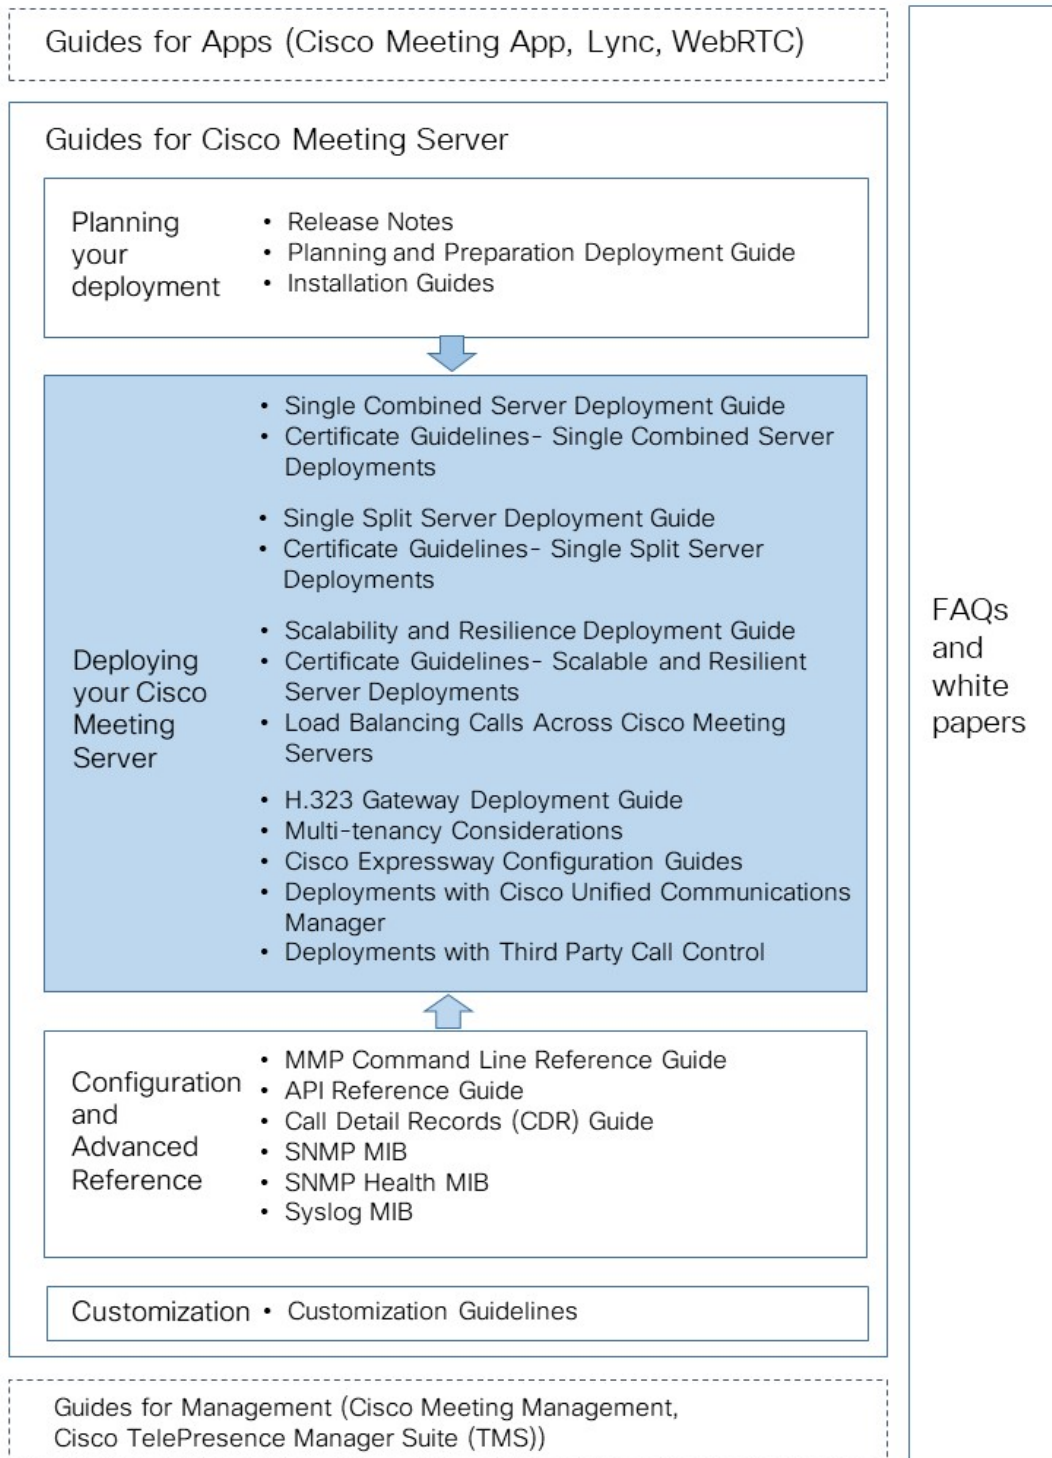 Guides for Apps (Cisco Meeting App, Lync, WebRTC)
Guides for Cisco Meeting Server
Planning
your
deployment
• Release Notes
• Planning and Preparation Deployment Guide
• Installation Guides
Deploying
your Cisco
Meeting
Server
• Single Combined Server Deployment Guide
• Certificate Guidelines- Single Combined Server
Deployments
• Single Split Server Deployment Guide
• Certificate Guidelines- Single Split Server
Deployments
• Scalability and Resilience Deployment Guide
• Certificate Guidelines- Scalable and Resilient
Server Deployments
• Load Balancing Calls Across Cisco Meeting
Servers
• H.323 Gateway Deployment Guide
• Multi-tenancy Considerations
• Cisco Expressway Configuration Guides
• Deployments with Cisco Unified Communications
Manager
• Deployments with Third Party Call Control
Configuration
and
Advanced
Reference
• MMP Command Line Reference Guide
• API Reference Guide
• Call Detail Records (CDR) Guide
• SNMP MIB
• SNMP Health MIB
• Syslog MIB
Customization • Customization Guidelines
Guides for Management (Cisco Meeting Management,
Cisco TelePresence Manager Suite (TMS))
FAQs
and
white
papers